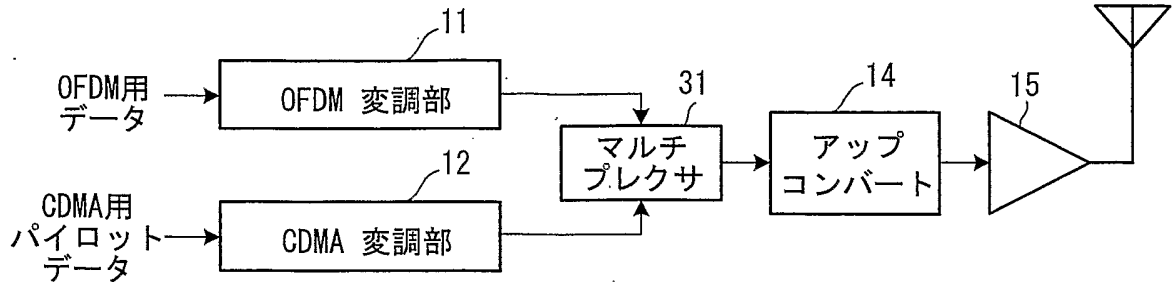 11
OFDM用
データ
OFDM 変調部
31
14
15
マルチ
プレクサ
アップ
コンバート
12
CDMA用
パイロット
データ
CDMA 変調部